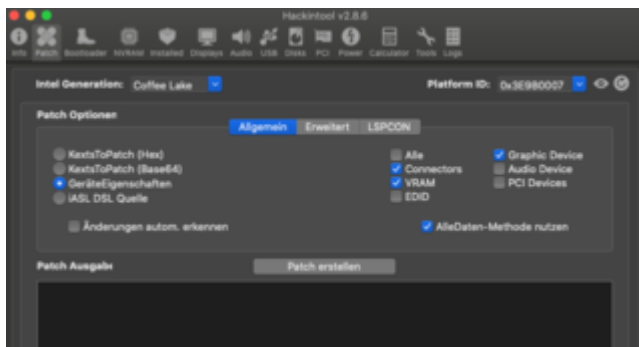 Hackintool v2.8.6
Info Patch Bootloader NVRAM Installed Displays Audio USB Disks PCI Power Calculator Tools Logs
Intel Generation: Coffee Lake Platform ID: 0x3E980007
Patch Optionen
Allgemein Erweitert LSPCON
KextsToPatch (Hex) Alle Graphic Device
KextsToPatch (Base64) Connectors Audio Device
GeräteEigenschaften VRAM PCI Devices
iASL DSL Quelle EDID
Änderungen autom. erkennen AlleDaten-Methode nutzen
Patch Ausgabe Patch erstellen